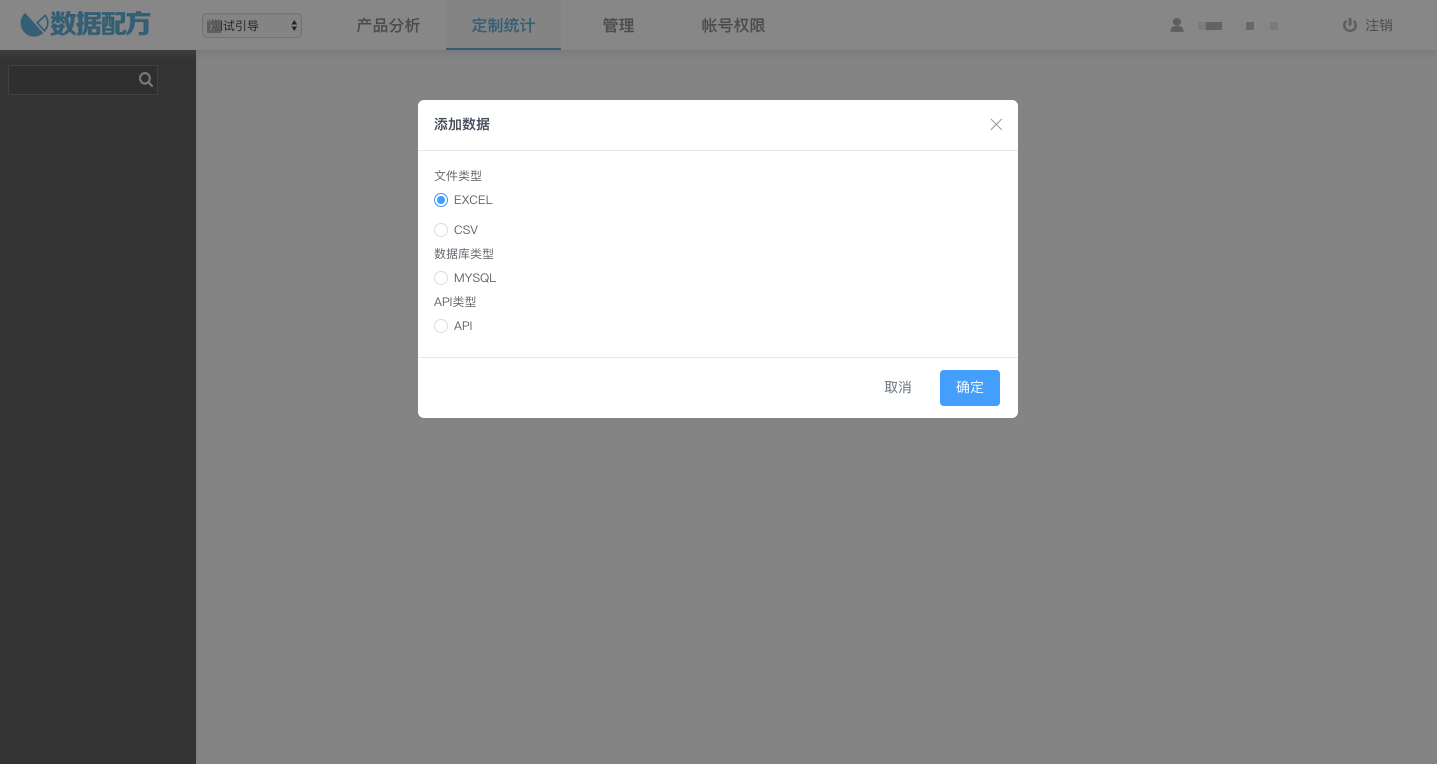 数据配方
试引导
产品分析
定制统计
管理
帐号权限
注销
添加数据
文件类型
EXCEL
CSV
数据库类型
MYSQL
API类型
API
取消
确定